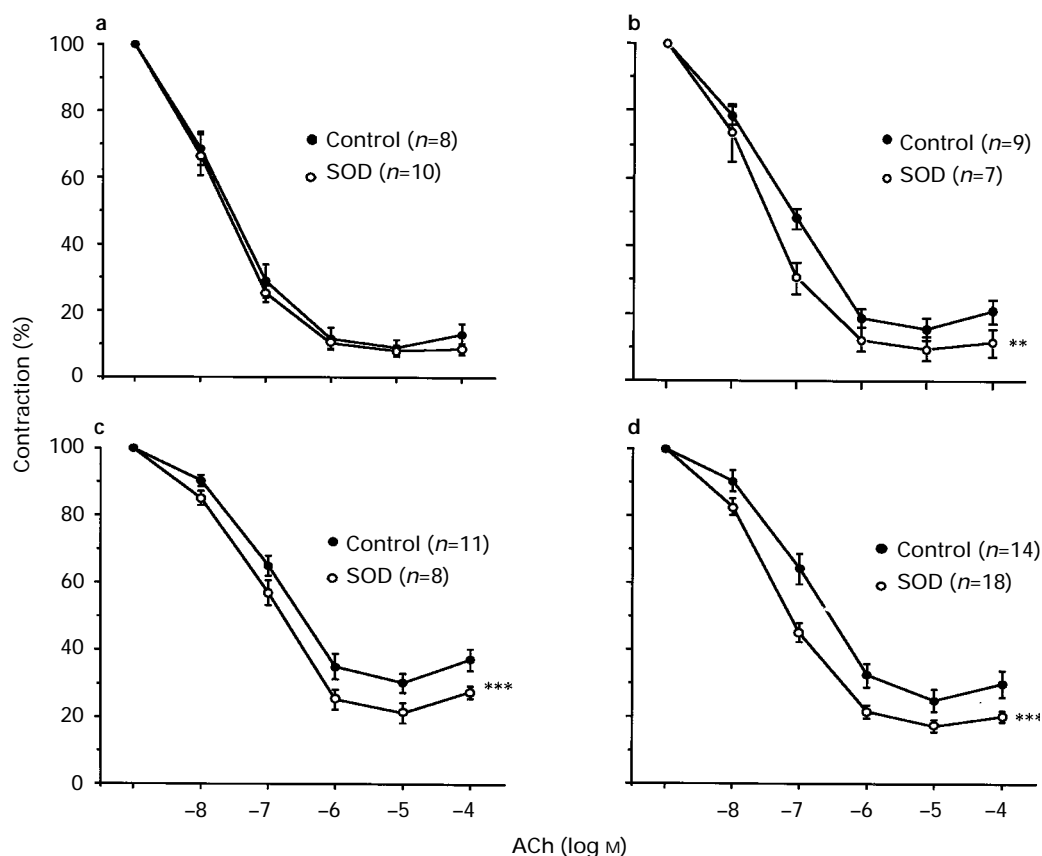 a
100
80
60
40
20
0
Control (n=8)
SOD (n=10)
b
Control (n=9)
SOD (n=7)
**
Contraction (%)
c
100
80
60
40
20
0
Control (n=11)
SOD (n=8)
***
–8
–7
–6
–5
–4
d
Control (n=14)
SOD (n=18)
***
–8
–7
–6
–5
–4
ACh (log M)